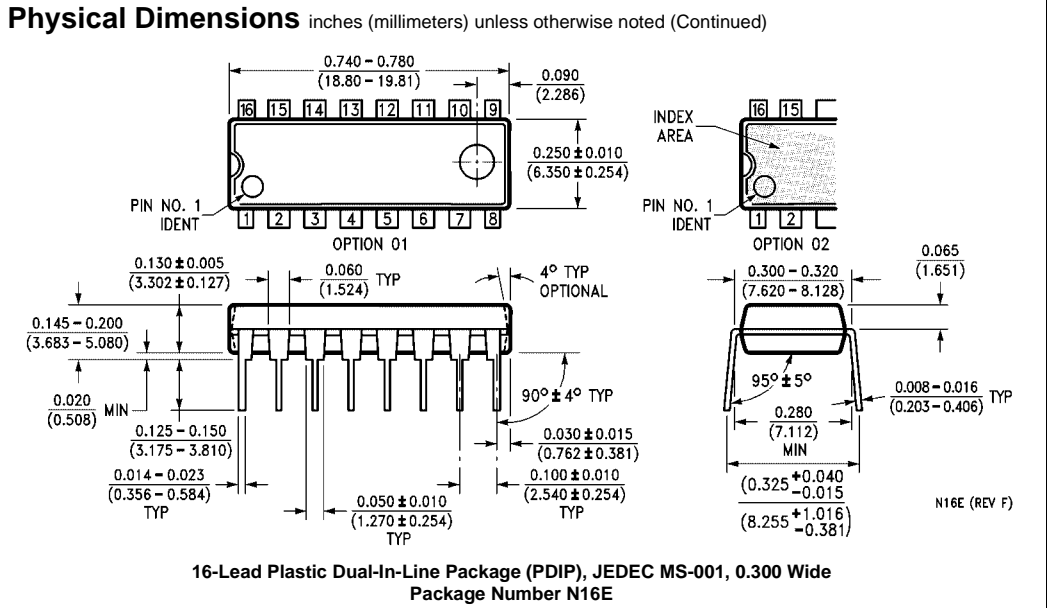 Physical Dimensions inches (millimeters) unless otherwise noted (Continued)
0.740 – 0.780
(18.80 – 19.81)
0.090
(2.286)
16 15 14 13 12 11 10 9
0.250 ± 0.010
(6.350 ± 0.254)
PIN NO. 1
IDENT
1 2 3 4 5 6 7 8
OPTION 01
16 15
INDEX
AREA
PIN NO. 1
IDENT
1 2
OPTION 02
0.130 ± 0.005
(3.302 ± 0.127)
0.060
(1.524)
TYP
4° TYP
OPTIONAL
0.145 – 0.200
(3.683 – 5.080)
0.020
(0.508)
MIN
0.125 – 0.150
(3.175 – 3.810)
90° ± 4° TYP
0.030 ± 0.015
(0.762 ± 0.381)
0.014 – 0.023
(0.356 – 0.584)
TYP
0.050 ± 0.010
(1.270 ± 0.254)
TYP
0.100 ± 0.010
(2.540 ± 0.254)
TYP
0.300 – 0.320
(7.620 – 8.128)
0.065
(1.651)
95° ± 5°
0.008 – 0.016
(0.203 – 0.406)
TYP
0.280
(7.112)
MIN
(0.325 +0.040
−0.015
(8.255 +1.016
−0.381)
N16E (REV F)
16-Lead Plastic Dual-In-Line Package (PDIP), JEDEC MS-001, 0.300 Wide
Package Number N16E